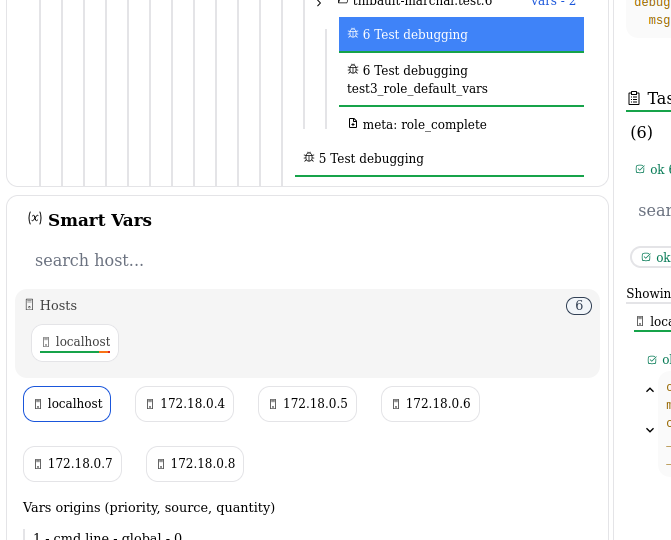 thibault-marchal.test.6 vars - 2
6 Test debugging
6 Test debugging
test3_role_default_vars
meta: role_complete
5 Test debugging
(x) Smart Vars
search host...
Hosts 6
localhost
localhost 172.18.0.4 172.18.0.5 172.18.0.6
172.18.0.7 172.18.0.8
Vars origins (priority, source, quantity)
1 - cmd line - global - 0
debug
msg
Tas
(6)
ok 6
sear
ok
Showin
loca